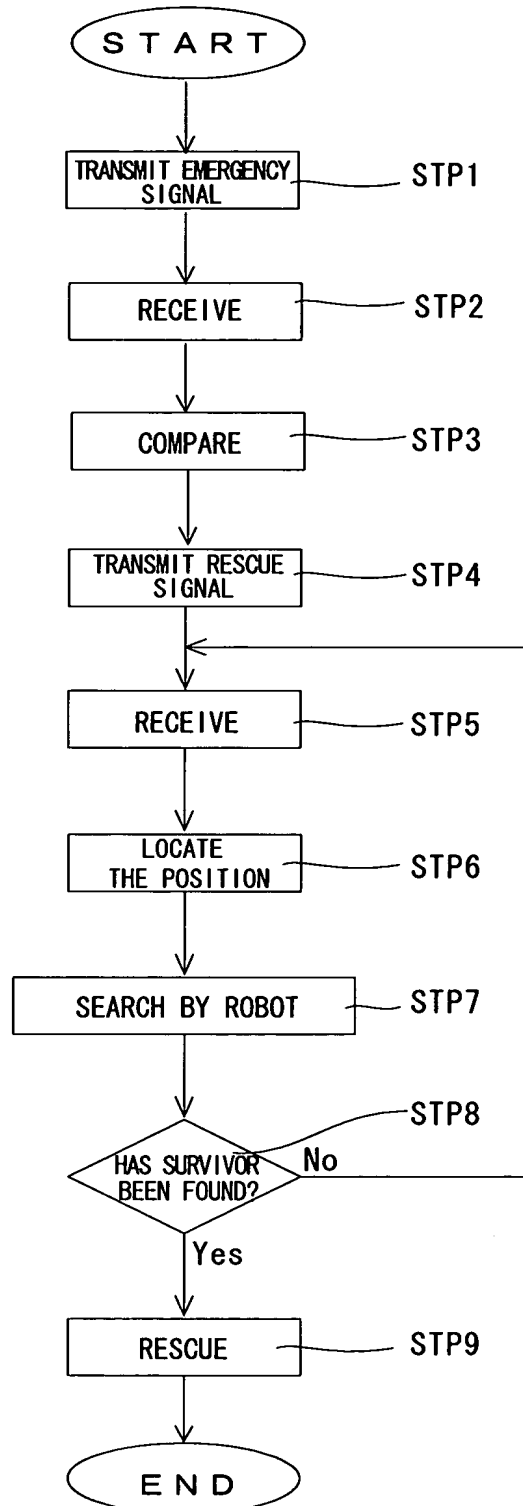 START
TRANSMIT EMERGENCY
SIGNAL
STP1
RECEIVE
STP2
COMPARE
STP3
TRANSMIT RESCUE
SIGNAL
STP4
RECEIVE
STP5
LOCATE
THE POSITION
STP6
SEARCH BY ROBOT
STP7
HAS SURVIVOR
BEEN FOUND?
STP8
No
Yes
RESCUE
STP9
END